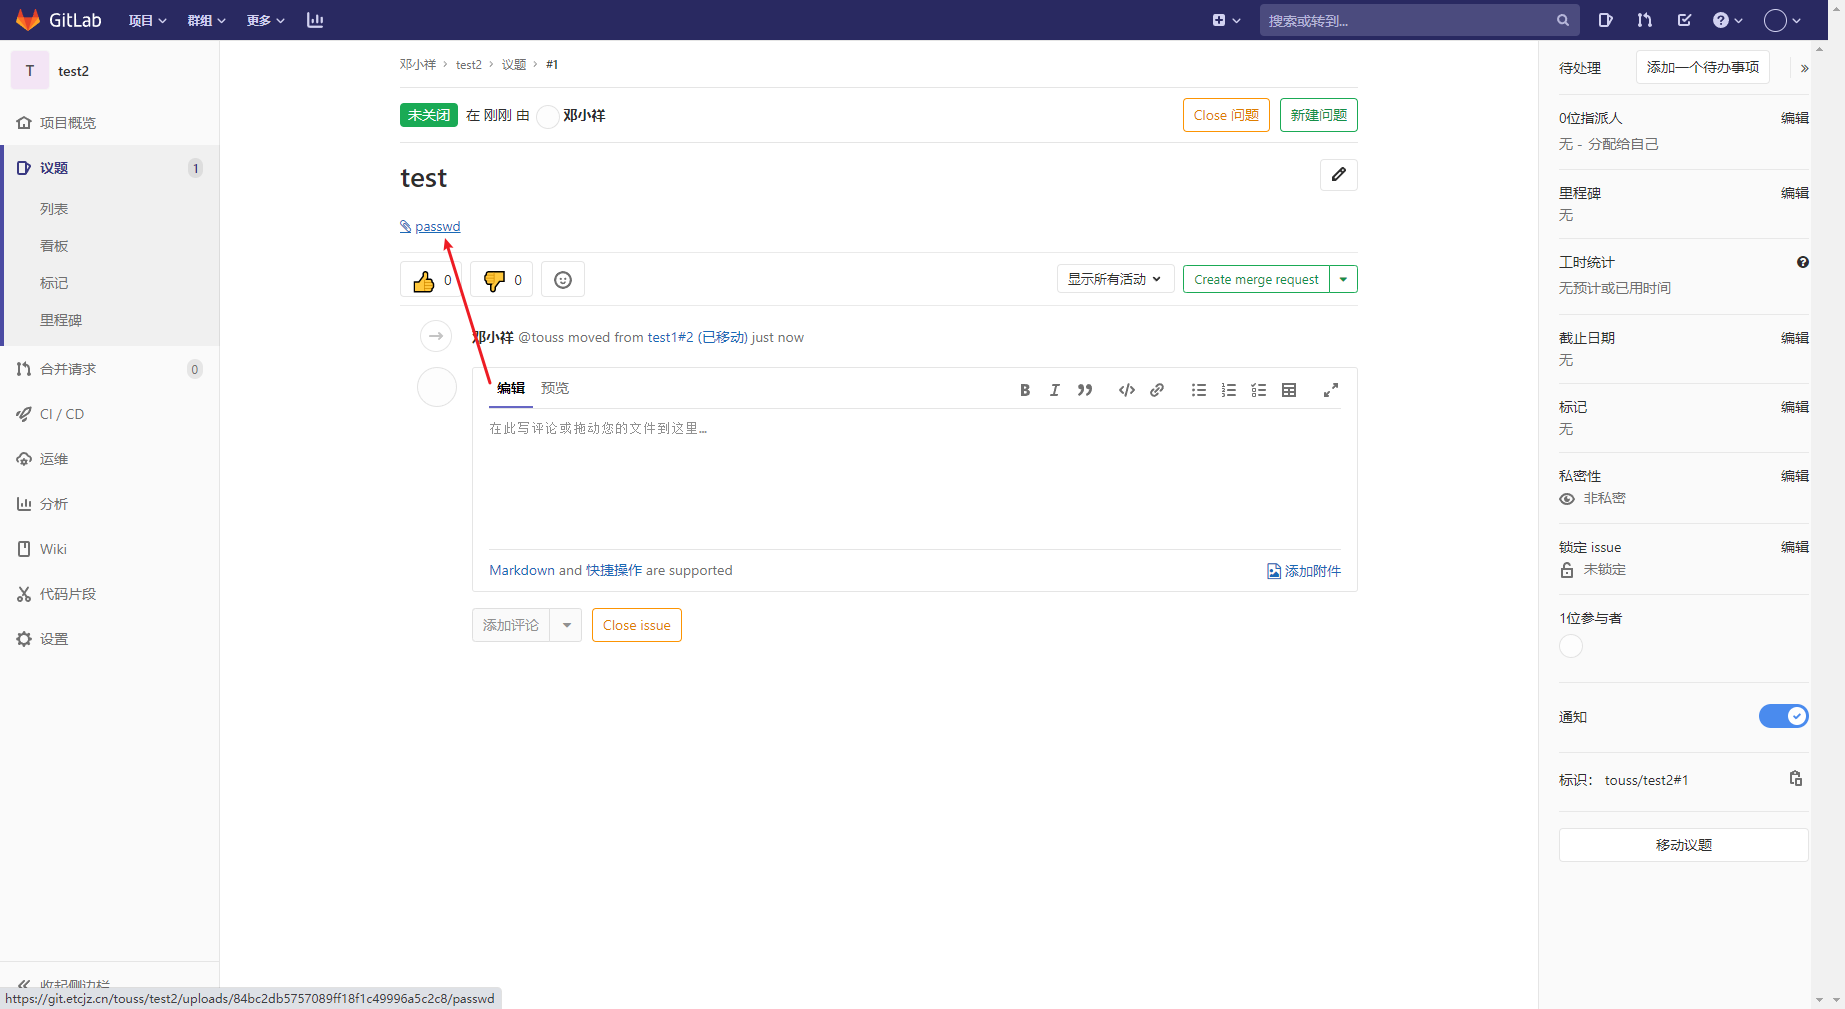 GitLab 项目 群组 更多 搜索或转到...
T test2
项目概览
议题 1
列表
看板
标记
里程碑
合并请求 0
CI / CD
运维
分析
Wiki
代码片段
设置
收起侧边栏
邓小祥 › test2 › 议题 › #1
未关闭 在 刚刚 由 邓小祥
Close 问题 新建问题
test
passwd
0 0
显示所有活动 Create merge request
邓小祥 @touss moved from test1#2 (已移动) just now
编辑 预览
在此写评论或拖动您的文件到这里…
Markdown and 快捷操作 are supported
添加附件
添加评论 Close issue
待处理 添加一个待办事项 »
0位指派人 编辑
无 - 分配给自己
里程碑 编辑
无
工时统计
无预计或已用时间
截止日期 编辑
无
标记 编辑
无
私密性 编辑
非私密
锁定 issue 编辑
未锁定
1位参与者
通知
标识： touss/test2#1
移动议题
https://git.etcjz.cn/touss/test2/uploads/84bc2db5757089ff18f1c49996a5c2c8/passwd